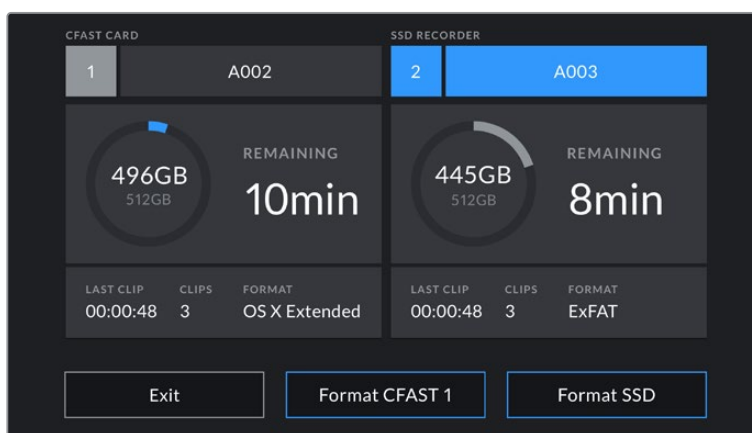 CFAST CARD
SSD RECORDER
1 A002
2 A003
496GB
512GB
REMAINING
10min
445GB
512GB
REMAINING
8min
LAST CLIP CLIPS FORMAT
00:00:48 3 OS X Extended
LAST CLIP CLIPS FORMAT
00:00:48 3 ExFAT
Exit
Format CFAST 1
Format SSD